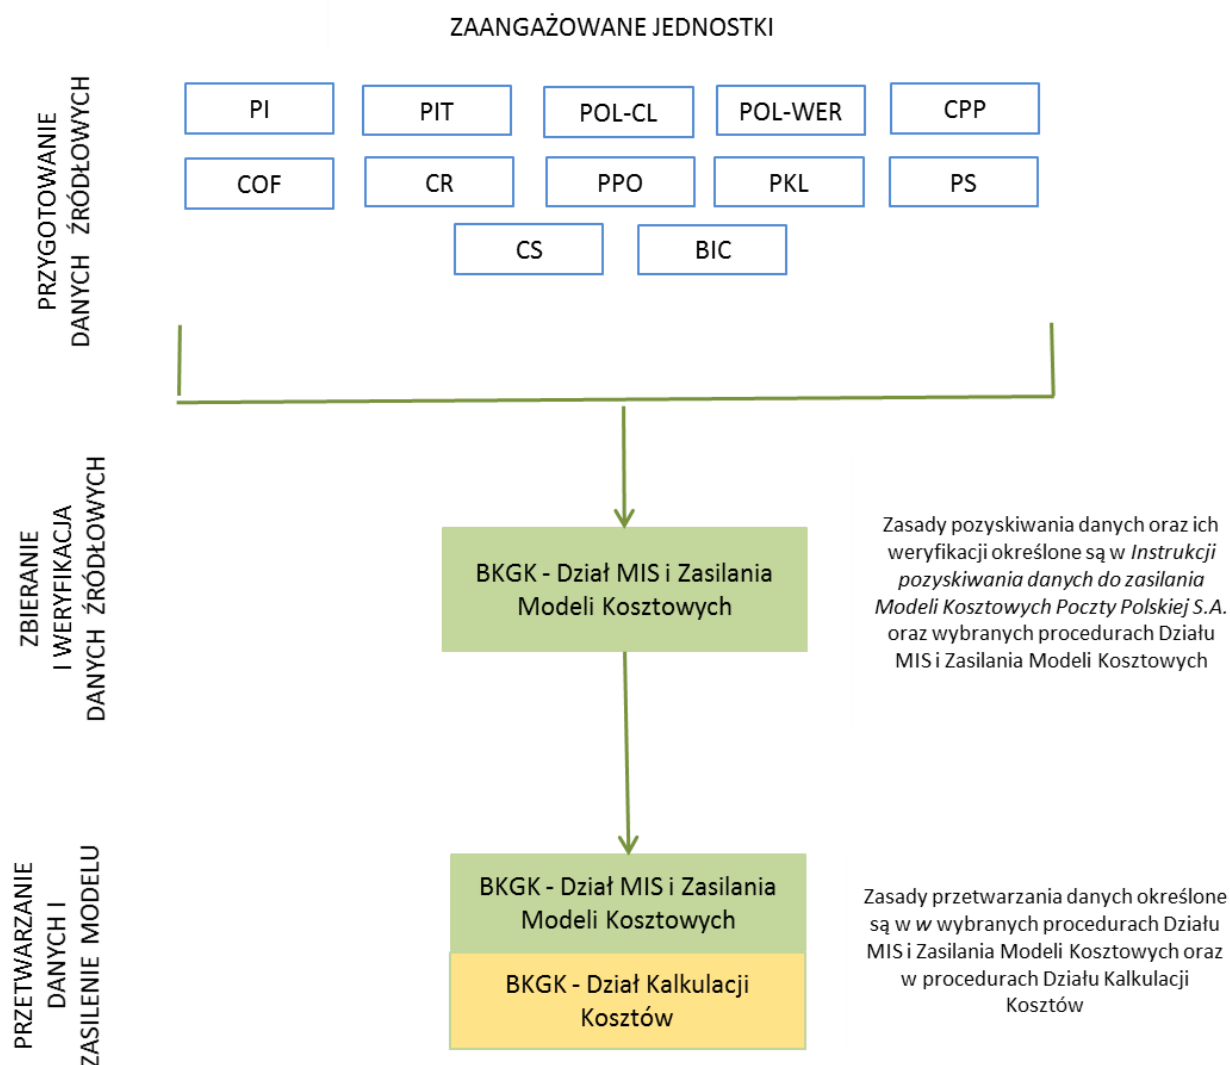 ZAANGAŻOWANE JEDNOSTKI
PRZYGOTOWANIE
DANYCH ŹRÓDŁOWYCH
PI
PIT
POL-CL
POL-WER
CPP
COF
CR
PPO
PKL
PS
CS
BIC
ZBIERANIE
I WERYFIKACJA
DANYCH ŹRÓDŁOWYCH
BKGK - Dział MIS i Zasilania
Modeli Kosztowych
Zasady pozyskiwania danych oraz ich
weryfikacji określone są w Instrukcji
pozyskiwania danych do zasilania
Modeli Kosztowych Poczty Polskiej S.A.
oraz wybranych procedurach Działu
MIS i Zasilania Modeli Kosztowych
PRZETWARZANIE
DANYCH I
ZASILENIE MODELU
BKGK - Dział MIS i Zasilania
Modeli Kosztowych
BKGK - Dział Kalkulacji
Kosztów
Zasady przetwarzania danych określone
są w w wybranych procedurach Działu
MIS i Zasilania Modeli Kosztowych oraz
w procedurach Działu Kalkulacji
Kosztów